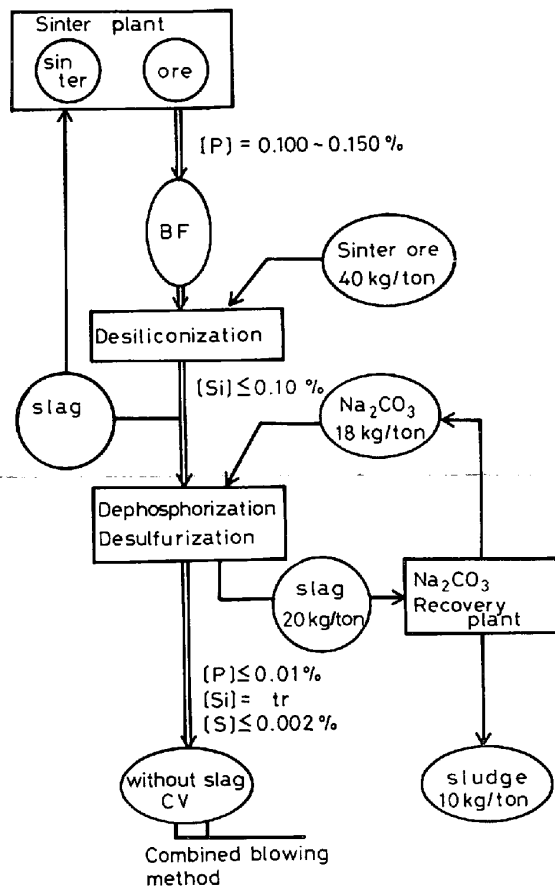 Sinter plant
sin
ter
ore
[P] = 0.100 ~ 0.150 %
BF
Sinter ore
40 kg/ton
Desiliconization
[Si] ≤ 0.10 %
slag
Na₂CO₃
18 kg/ton
Dephosphorization
Desulfurization
slag
20 kg/ton
Na₂CO₃
Recovery
plant
[P] ≤ 0.01 %
[Si] = tr
[S] ≤ 0.002 %
without slag
CV
sludge
10 kg/ton
Combined blowing
method